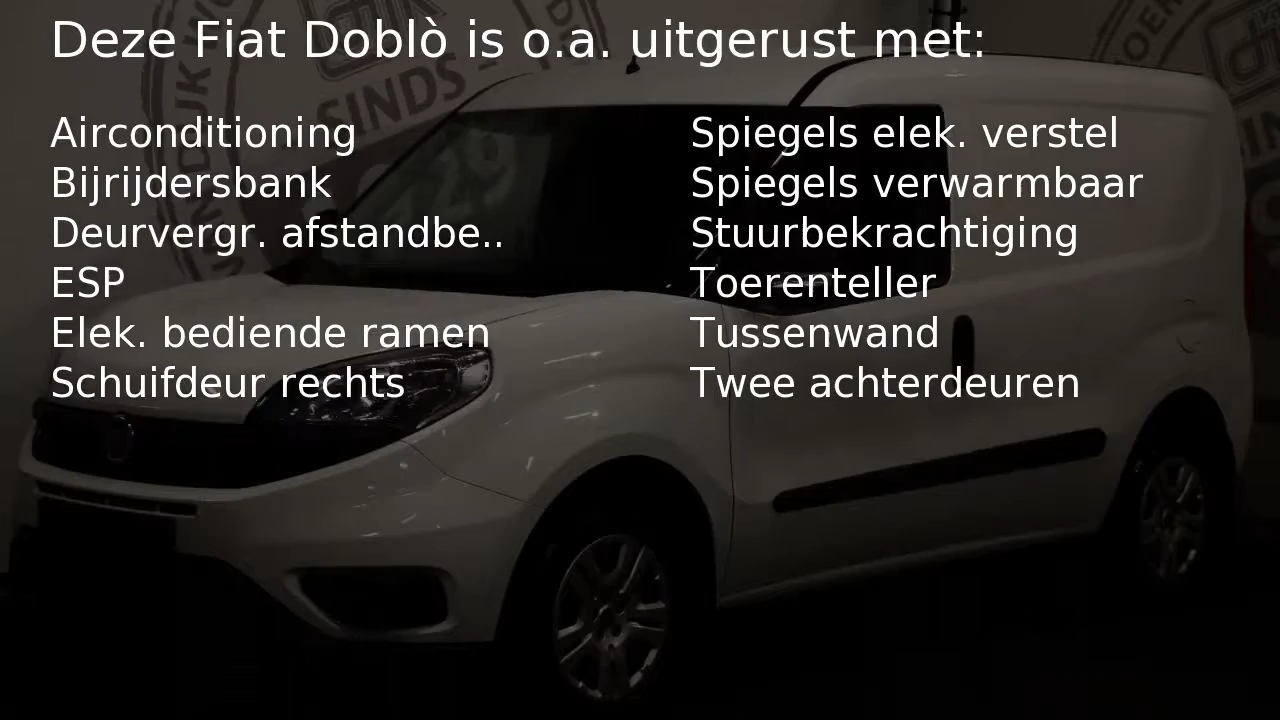 Deze Fiat Doblò is o.a. uitgerust met:
Airconditioning
Bijrijdersbank
Deurvergr. afstandbe..
ESP
Elek. bediende ramen
Schuifdeur rechts
Spiegels elek. verstel
Spiegels verwarmbaar
Stuurbekrachtiging
Toerenteller
Tussenwand
Twee achterdeuren
SINDS